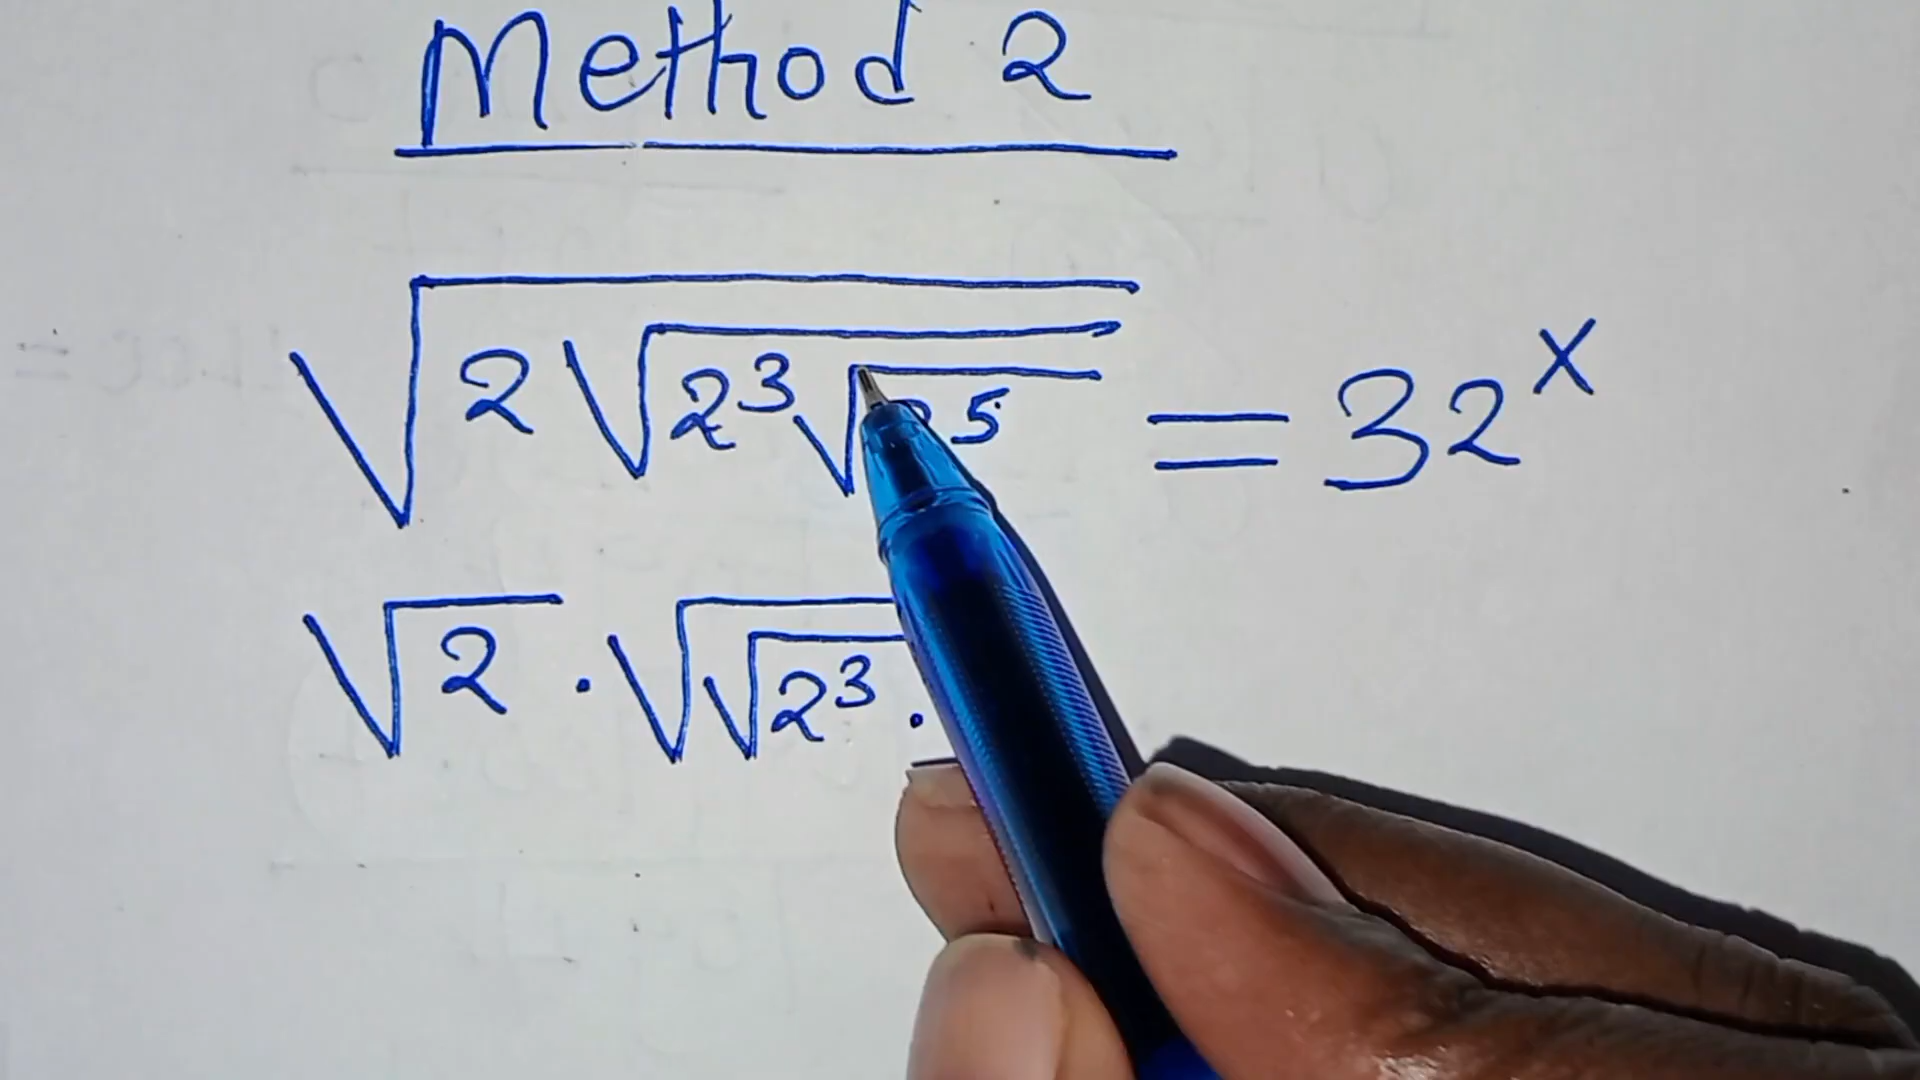 Method 2
√(2√(2³√(2⁵))) = 32ˣ
√2 · √(√(2³ ·